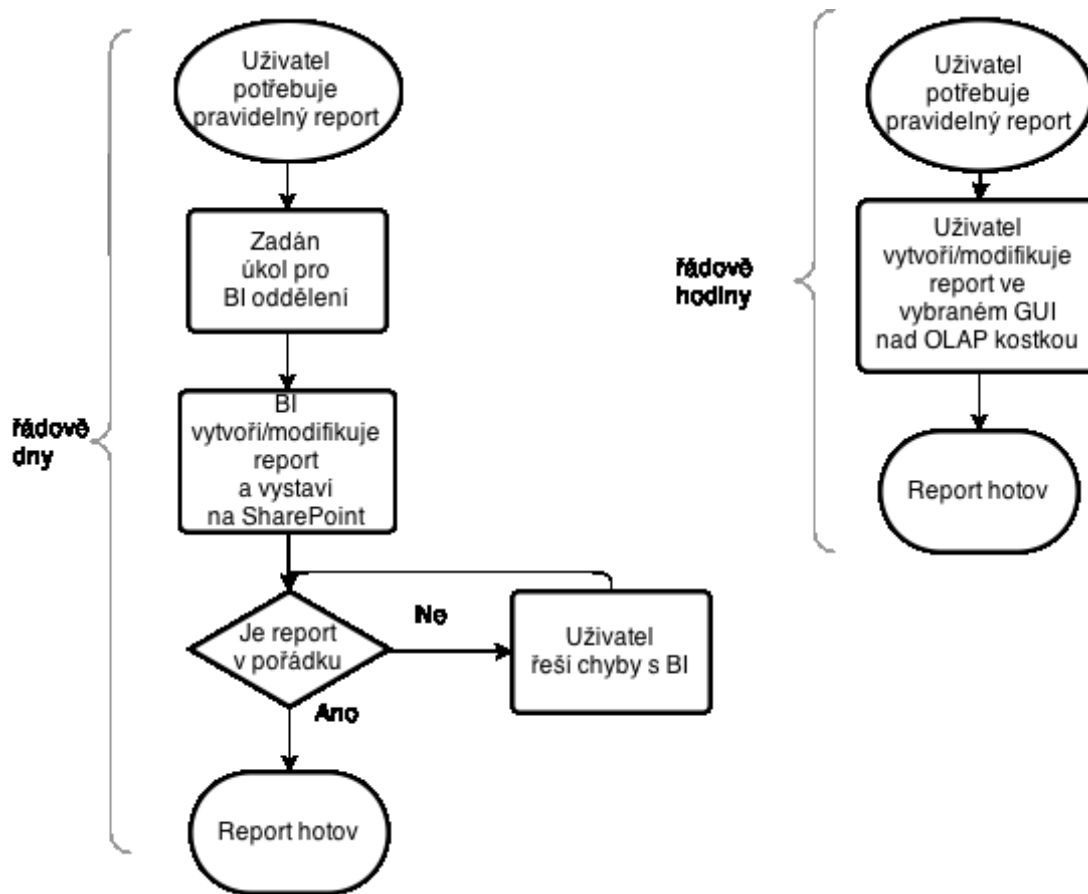 Uživatel
potřebuje
pravidelný report
Zadán
úkol pro
BI oddělení
BI
vytvoří/modifikuje
report
a vystaví
na SharePoint
řádově
dny
Je report
v pořádku
Ne
Uživatel
řeší chyby s BI
Ano
Report hotov
Uživatel
potřebuje
pravidelný report
řádově
hodiny
Uživatel
vytvoří/modifikuje
report ve
vybraném GUI
nad OLAP kostkou
Report hotov